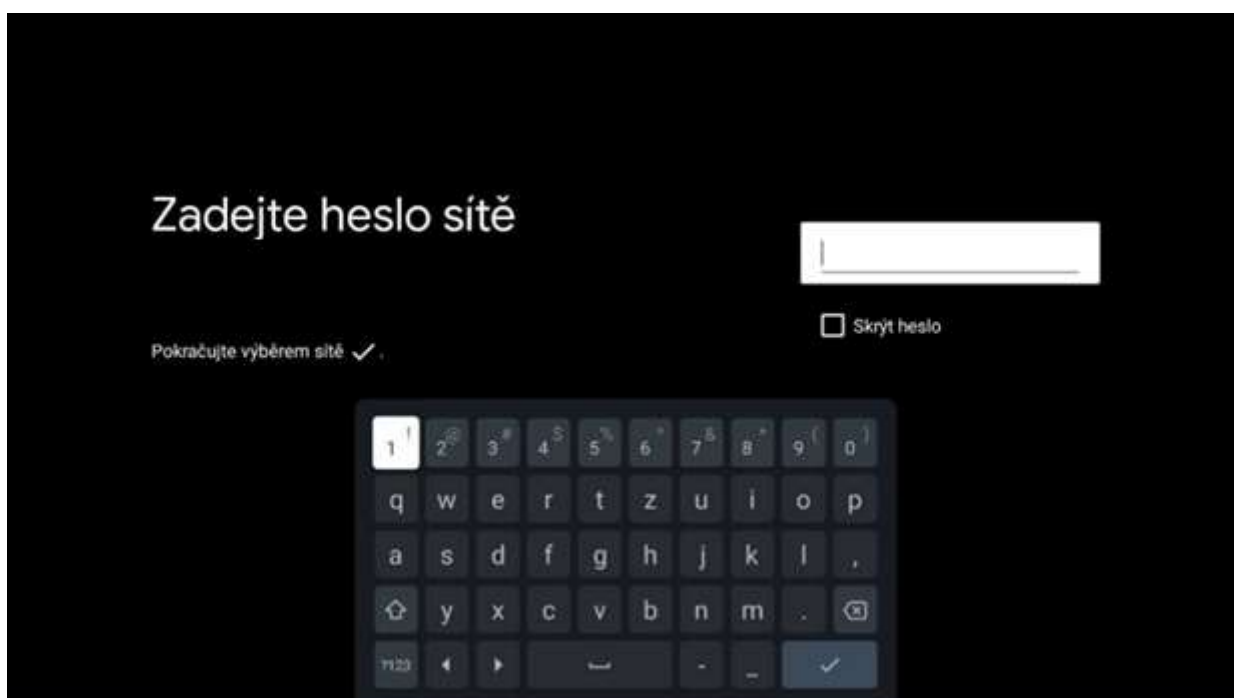 Zadejte heslo sítě
Skrýt heslo
Pokračujte výběrem sítě ✓ .
1 ! 2 @ 3 # 4 $ 5 % 6 7 & 8 * 9 ( 0 )
q w e r t z u i o p
a s d f g h j k l ,
y x c v b n m .
?123 - _